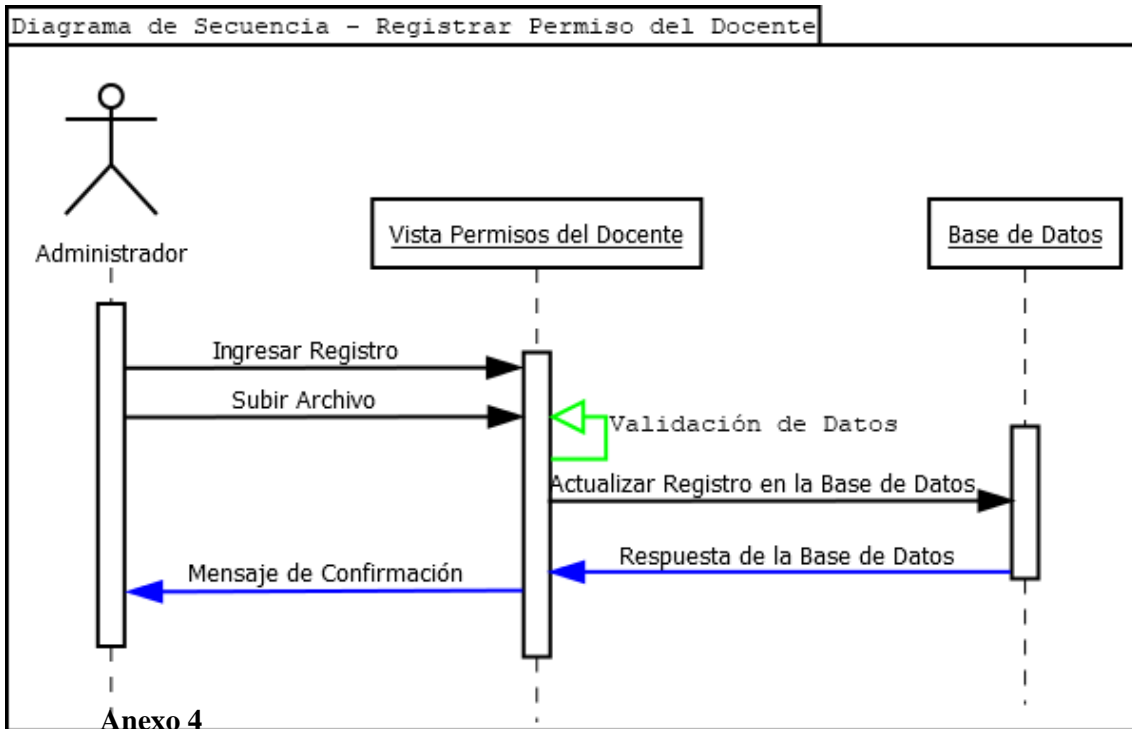 Diagrama de Secuencia – Registrar Permiso del Docente
Administrador
Vista Permisos del Docente
Base de Datos
Ingresar Registro
Subir Archivo
Validación de Datos
Actualizar Registro en la Base de Datos
Respuesta de la Base de Datos
Mensaje de Confirmación
Anexo 4